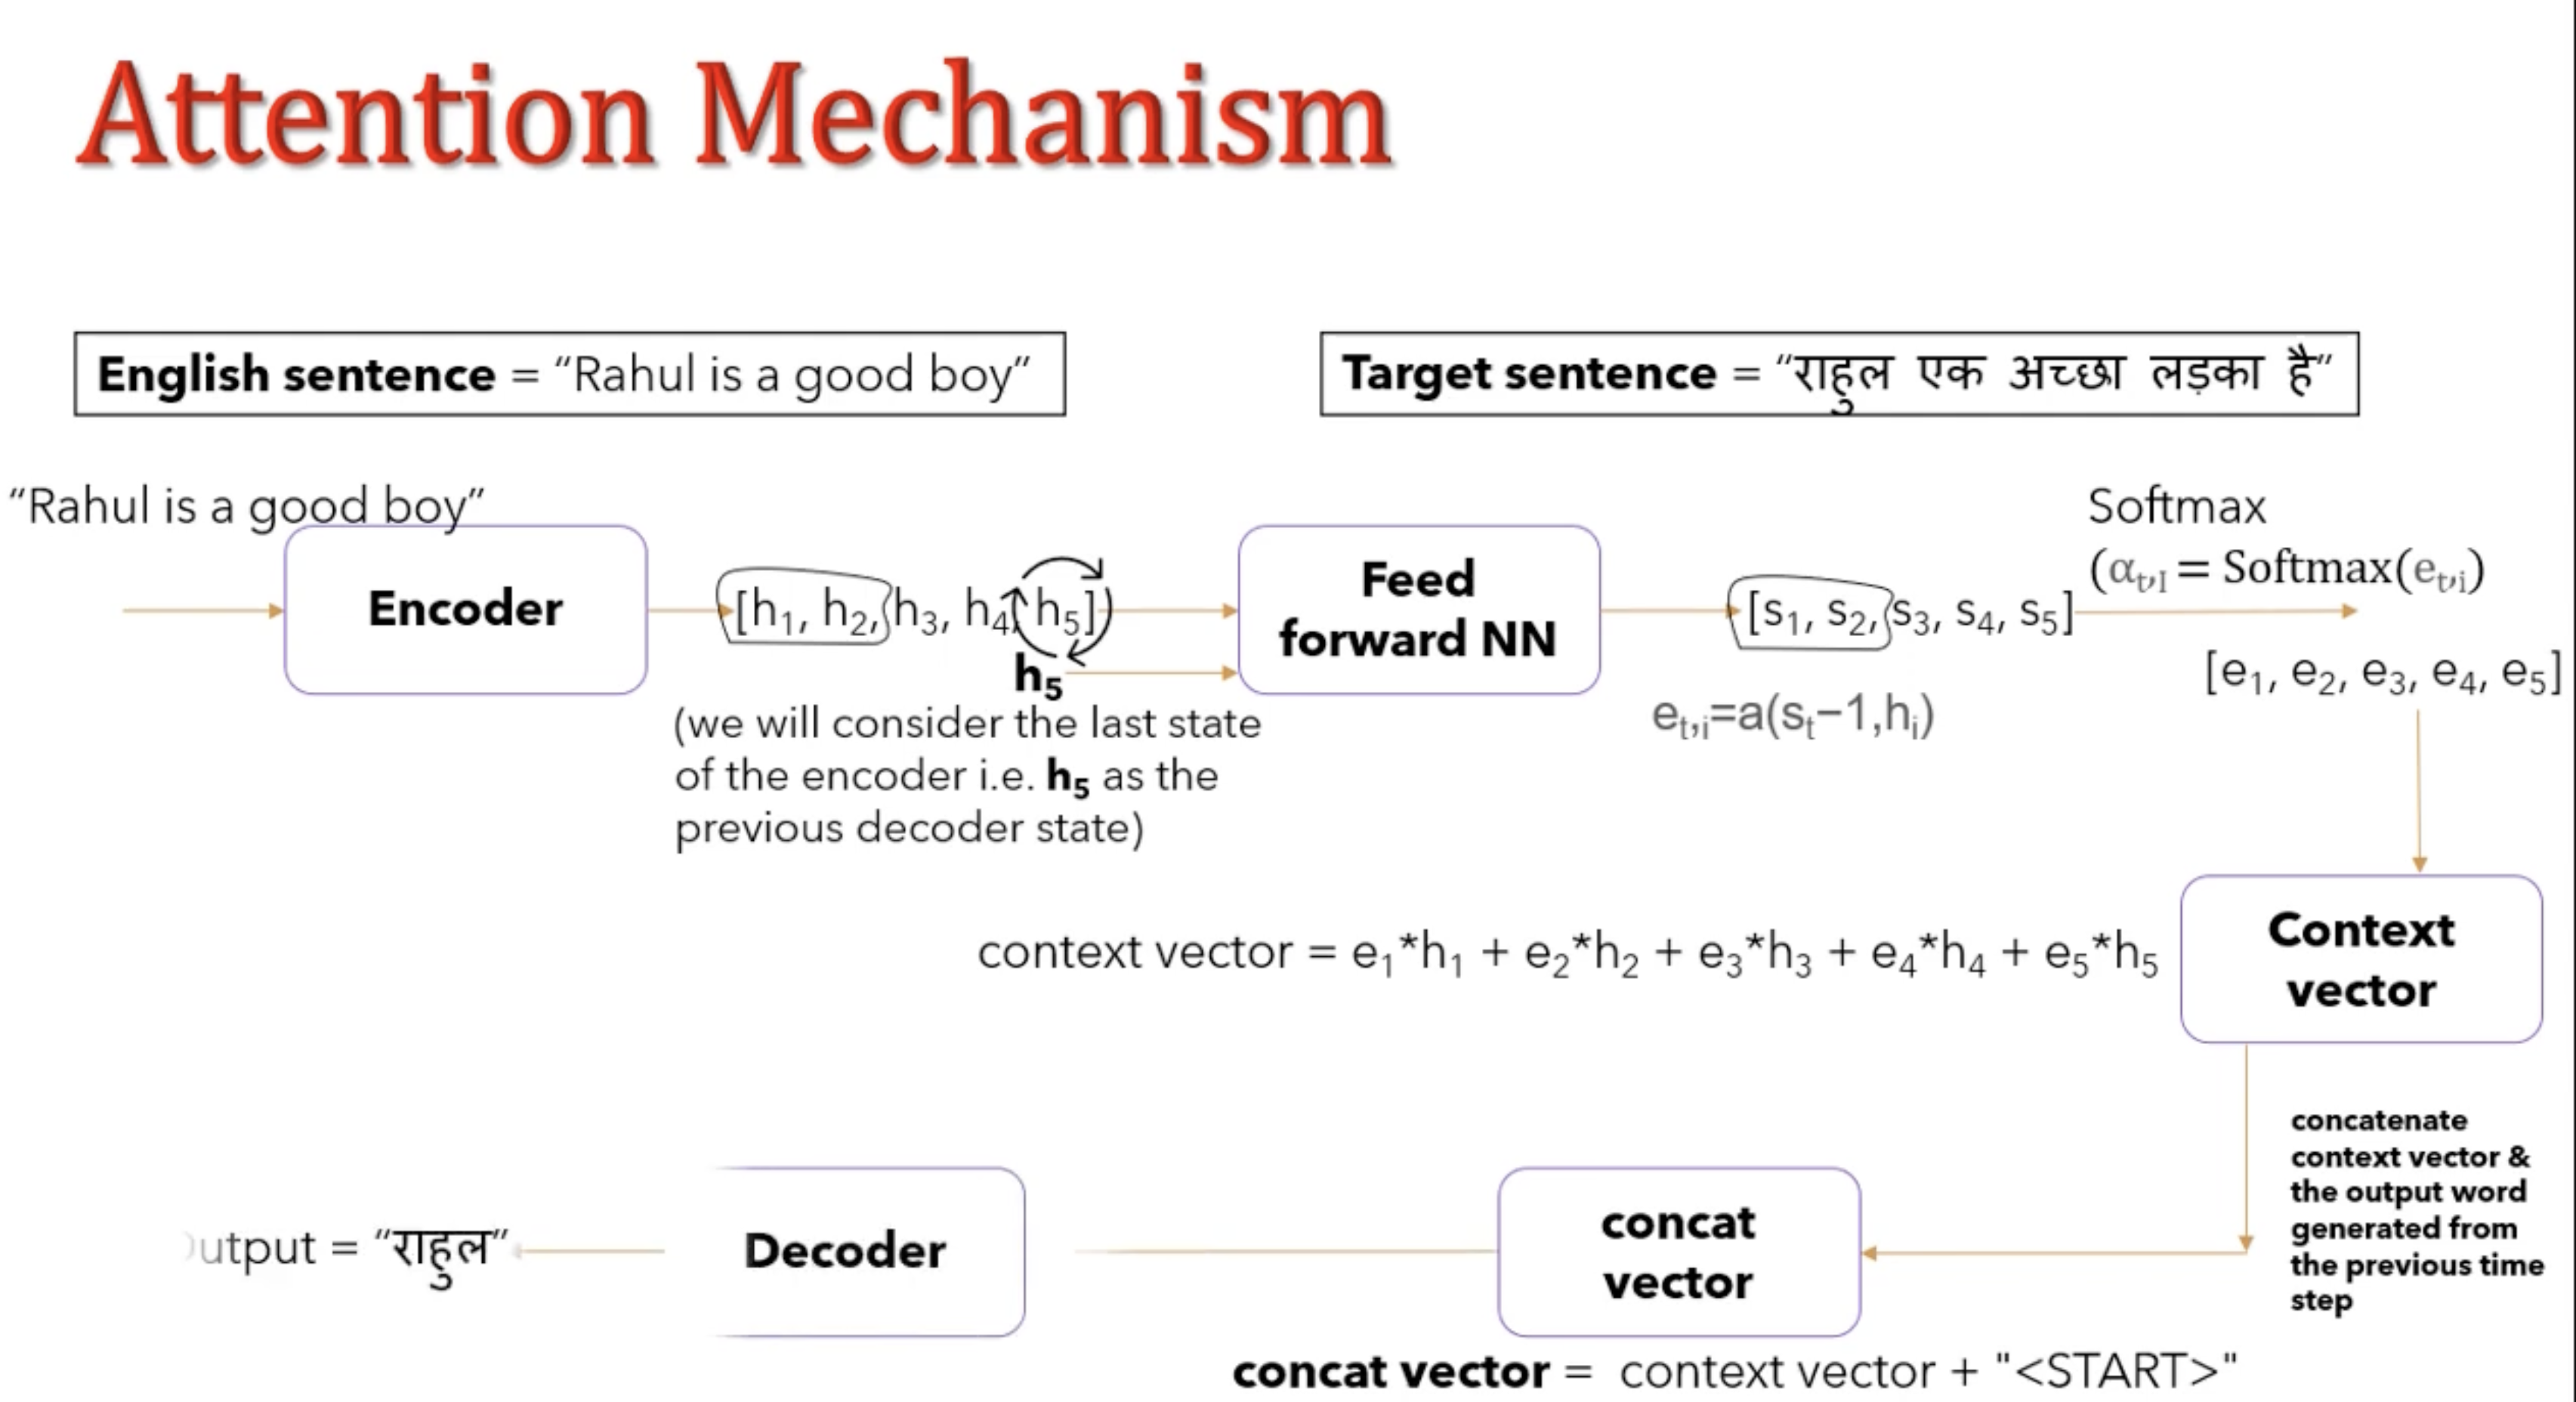 Attention Mechanism
English sentence = “Rahul is a good boy”
Target sentence = “राहुल एक अच्छा लड़का है”
“Rahul is a good boy”
Encoder
[h₁, h₂, h₃, h₄, h₅]
h₅
(we will consider the last state
of the encoder i.e. h₅ as the
previous decoder state)
Feed
forward NN
[s₁, s₂, s₃, s₄, s₅]
eₜ,ᵢ=a(sₜ−1,hᵢ)
Softmax
(αₜ,I = Softmax(eₜ,ᵢ)
[e₁, e₂, e₃, e₄, e₅]
context vector = e₁*h₁ + e₂*h₂ + e₃*h₃ + e₄*h₄ + e₅*h₅
Context
vector
concatenate
context vector &
the output word
generated from
the previous time
step
concat
vector
concat vector = context vector + "<START>"
Decoder
Output = “राहुल”